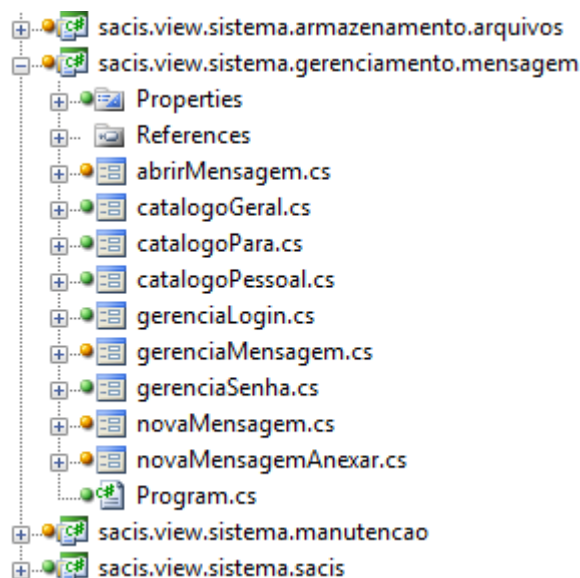 sacis.view.sistema.armazenamento.arquivos
sacis.view.sistema.gerenciamento.mensagem
Properties
References
abrirMensagem.cs
catalogoGeral.cs
catalogoPara.cs
catalogoPessoal.cs
gerenciaLogin.cs
gerenciaMensagem.cs
gerenciaSenha.cs
novaMensagem.cs
novaMensagemAnexar.cs
Program.cs
sacis.view.sistema.manutencao
sacis.view.sistema.sacis